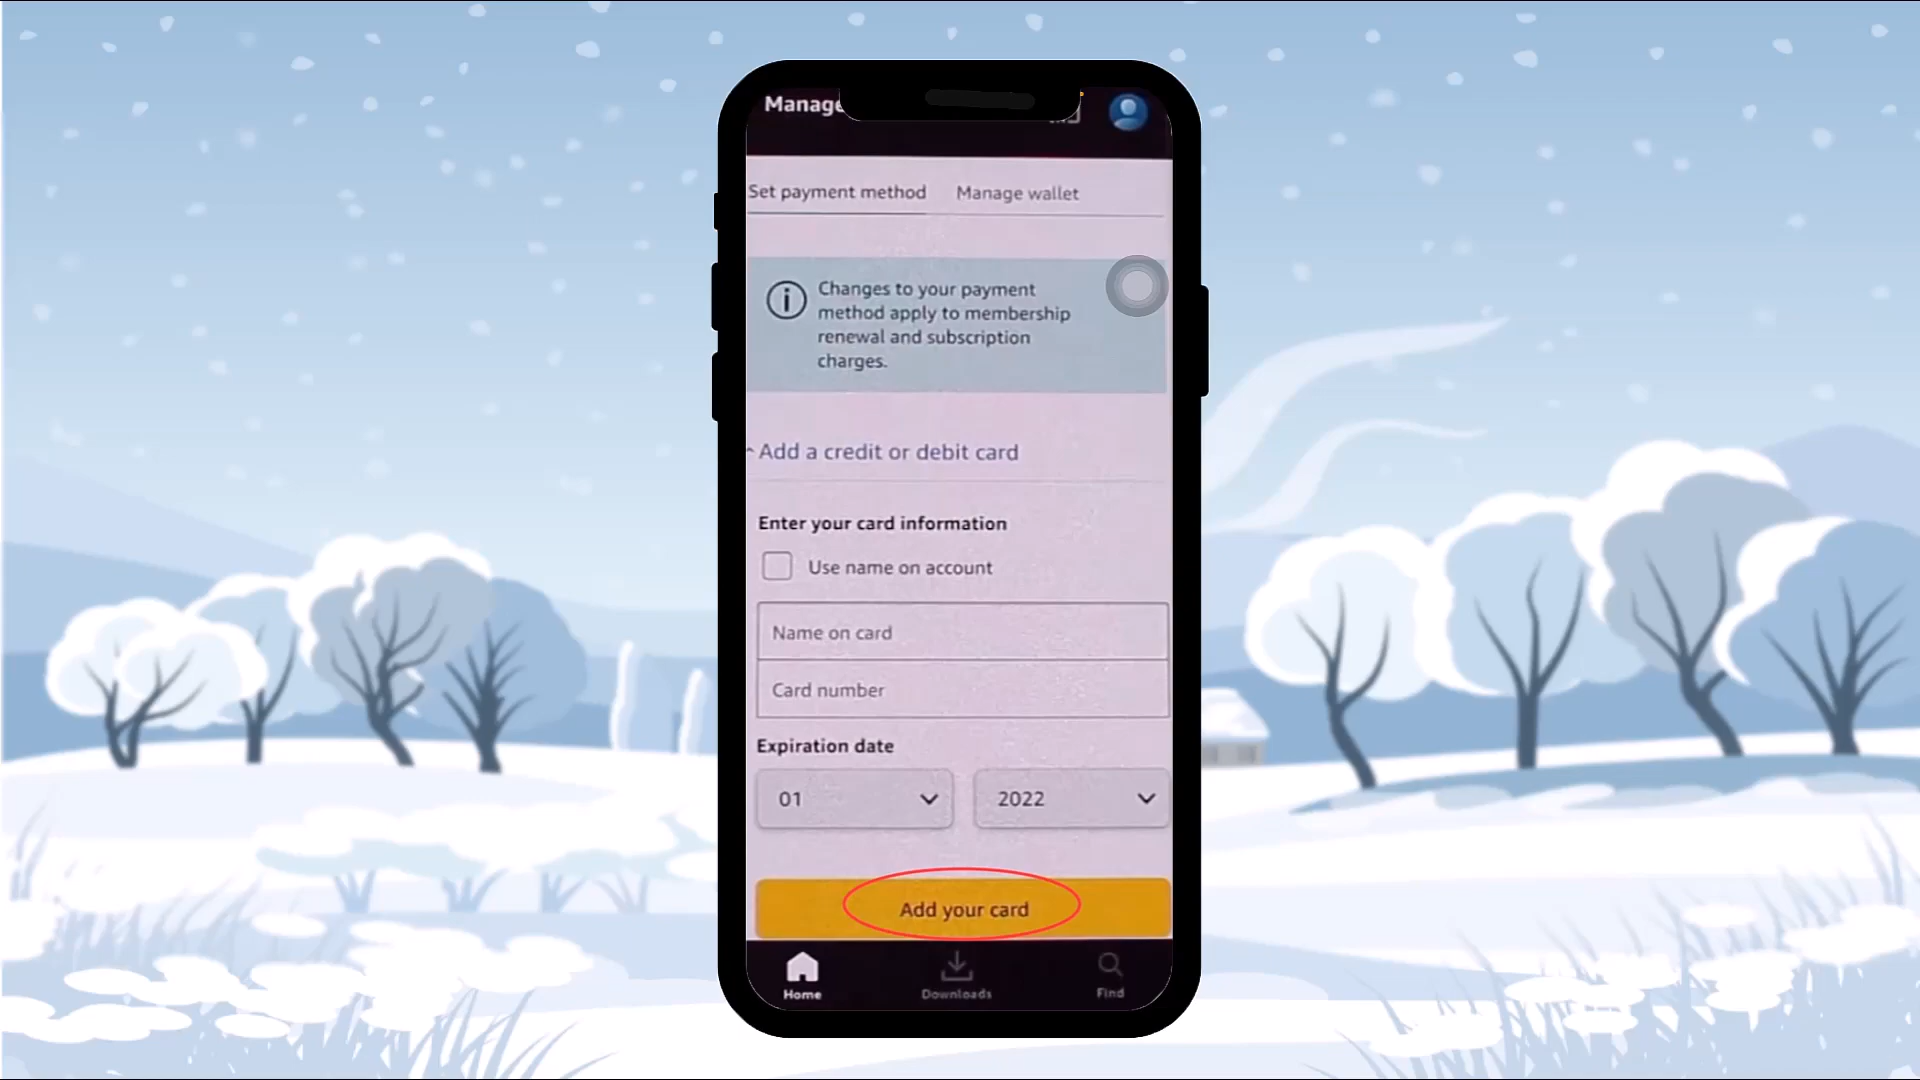 Manage
Set payment method Manage wallet
Changes to your payment
method apply to membership
renewal and subscription
charges.
Add a credit or debit card
Enter your card information
Use name on account
Name on card
Card number
Expiration date
01 2022
Add your card
Home Downloads Find